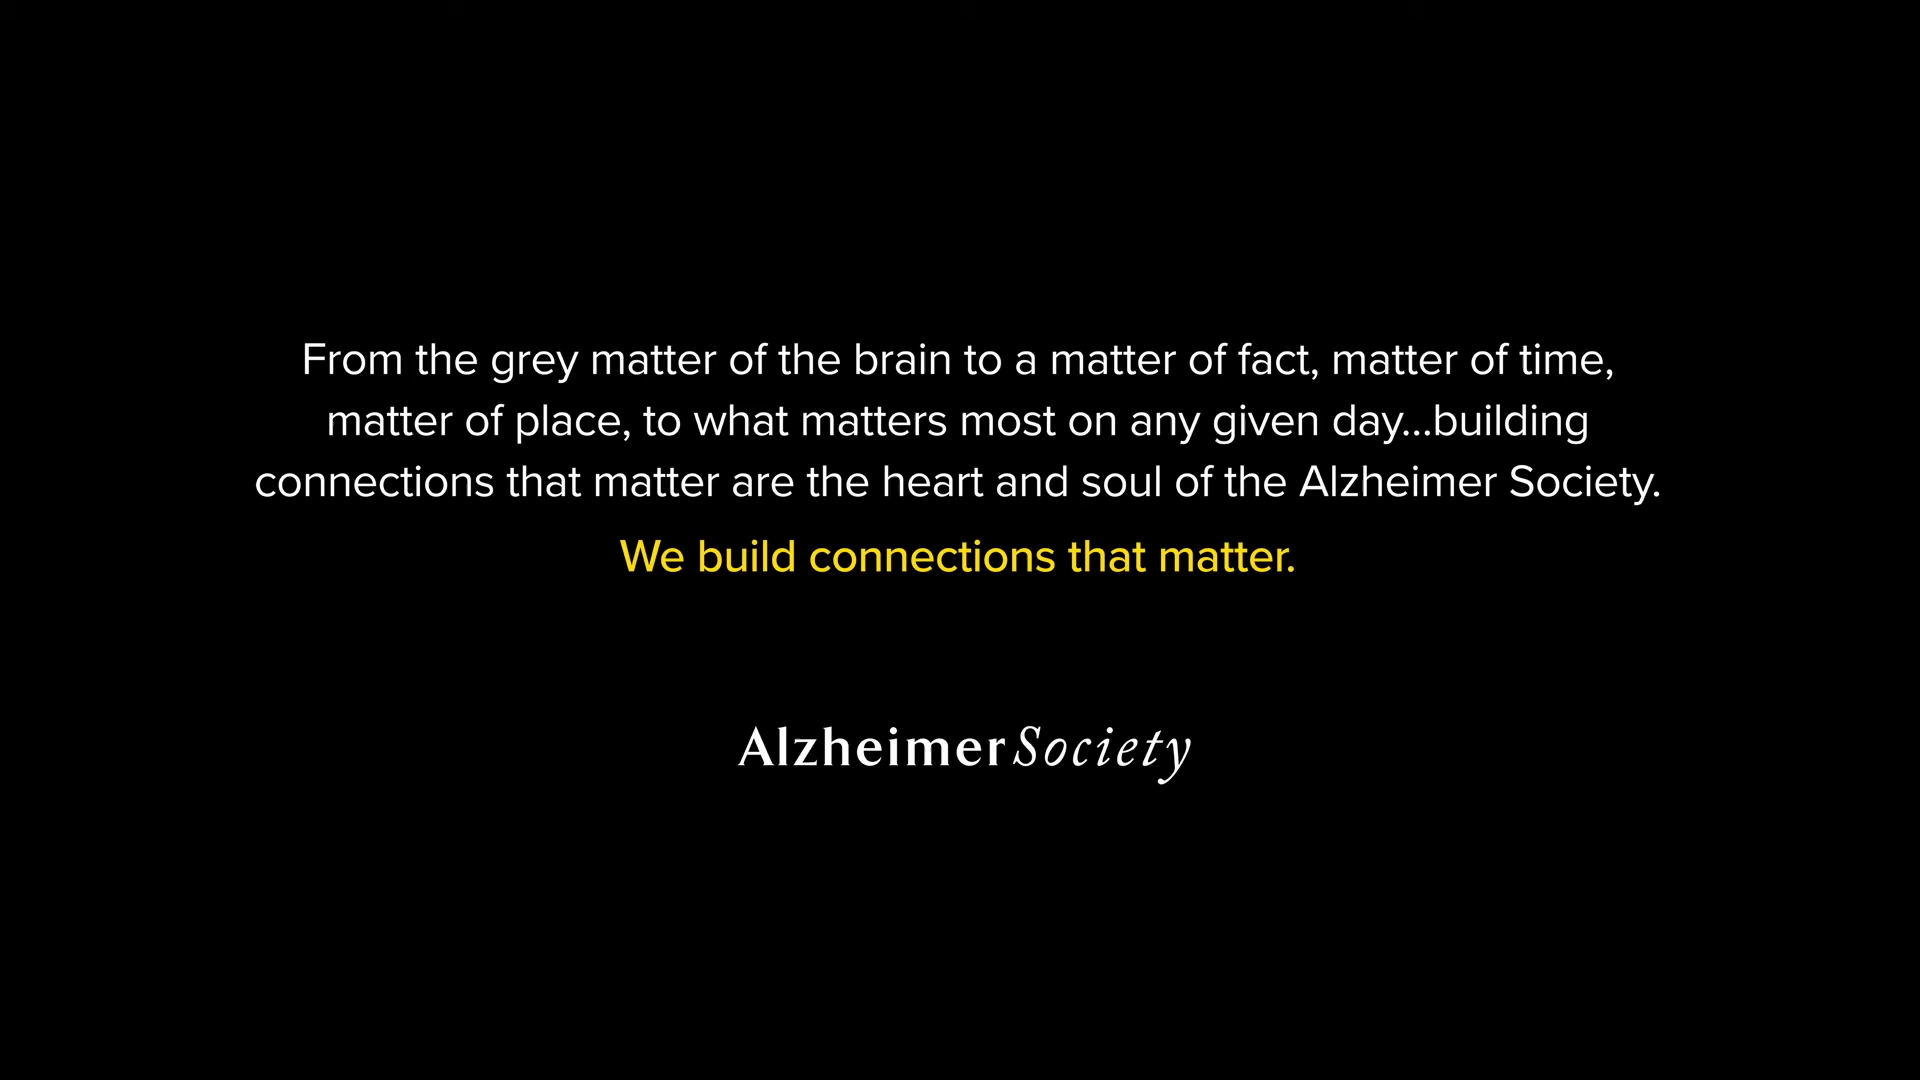 From the grey matter of the brain to a matter of fact, matter of time,
matter of place, to what matters most on any given day...building
connections that matter are the heart and soul of the Alzheimer Society.
We build connections that matter.
AlzheimerSociety